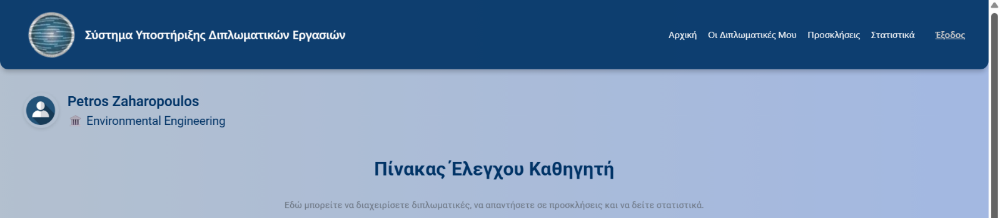 Σύστημα Υποστήριξης Διπλωματικών Εργασιών
Αρχική Οι Διπλωματικές Μου Προσκλήσεις Στατιστικά Έξοδος
Petros Zaharopoulos
Environmental Engineering
Πίνακας Έλεγχου Καθηγητή
Εδώ μπορείτε να διαχειρίσετε διπλωματικές, να απαντήσετε σε προσκλήσεις και να δείτε στατιστικά.